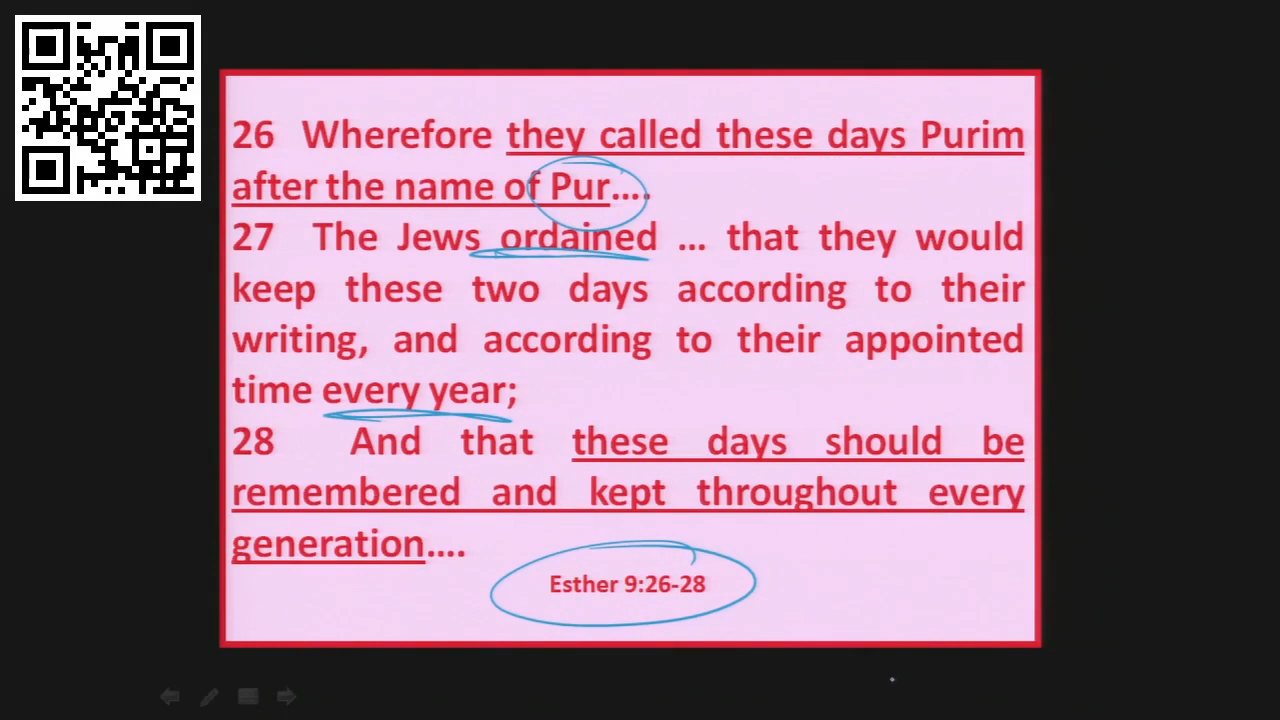 26 Wherefore they called these days Purim
after the name of Pur....
27 The Jews ordained ... that they would
keep these two days according to their
writing, and according to their appointed
time every year;
28 And that these days should be
remembered and kept throughout every
generation....
Esther 9:26-28